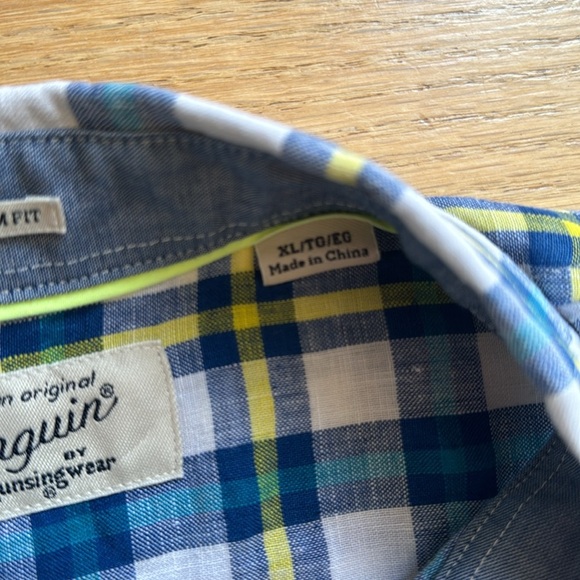 M FIT
XL/TG/EG
Made in China
n original
nguin®
BY
unsingwear
®